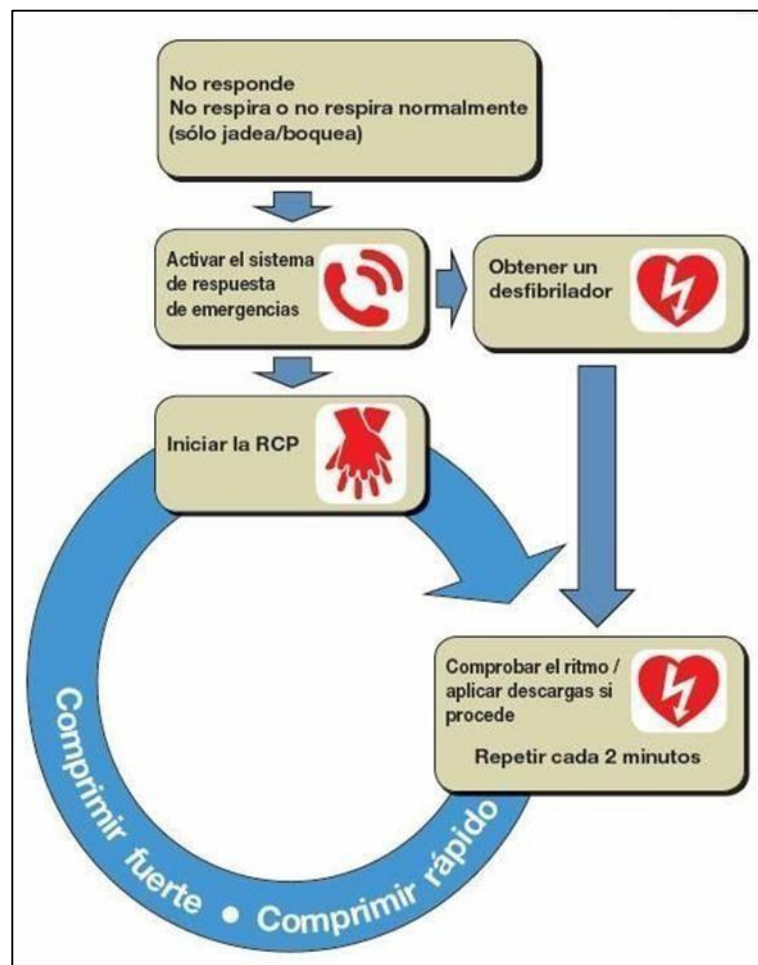 No responde
No respira o no respira normalmente
(sólo jadea/boquea)
Activar el sistema
de respuesta
de emergencias
Obtener un
desfibrilador
Iniciar la RCP
Comprobar el ritmo /
aplicar descargas si
procede
Repetir cada 2 minutos
Comprimir fuerte • Comprimir rápido